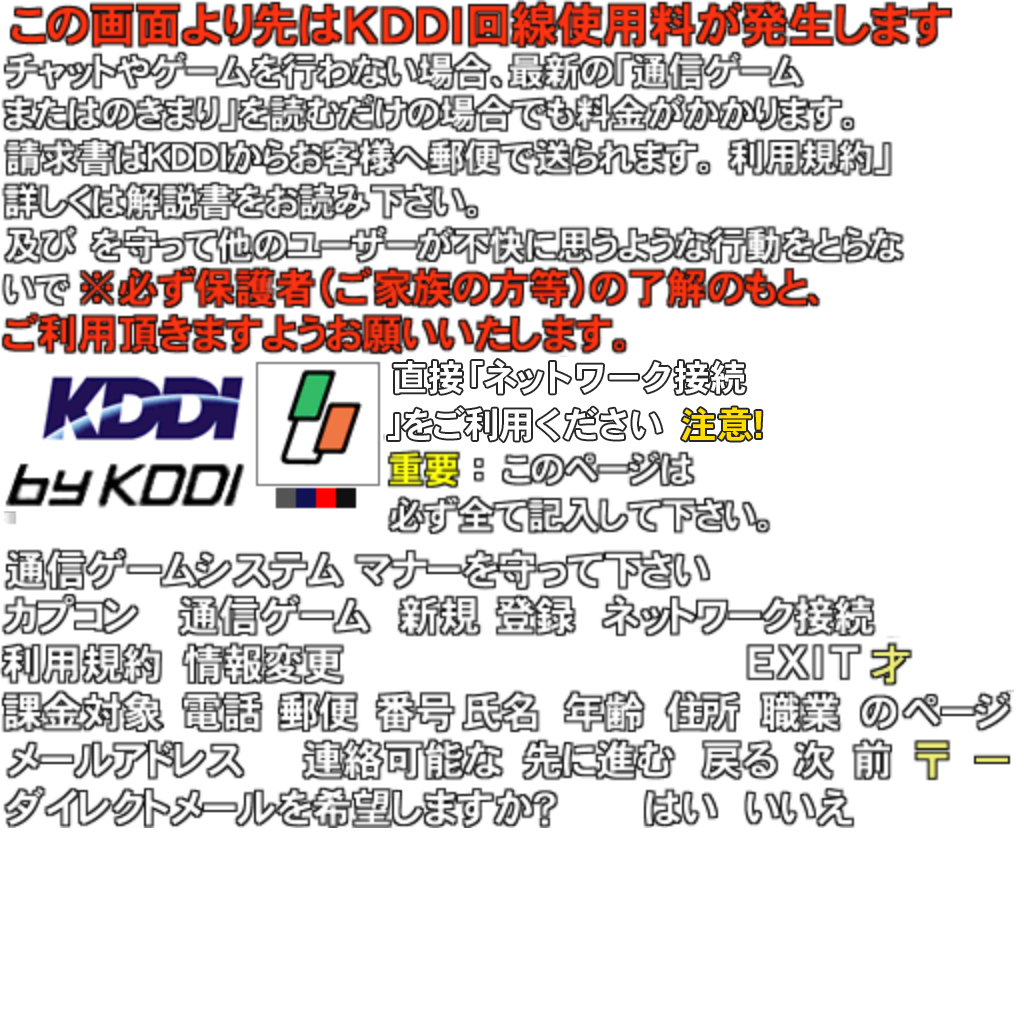 この画面より先はKDDI回線使用料が発生します
チャットやゲームを行わない場合、最新の「通信ゲーム
またはのきまり」を読むだけの場合でも料金がかかります。
請求書はKDDIからお客様へ郵便で送られます。 利用規約」
詳しくは解説書をお読み下さい。
及び を守って他のユーザーが不快に思うような行動をとらな
いで ※必ず保護者(ご家族の方等)の了解のもと、
ご利用頂きますようお願いいたします。
KDDI
by KDDI
直接「ネットワーク接続
」をご利用ください 注意!
重要 : このページは
必ず全て記入して下さい。
通信ゲームシステム マナーを守って下さい
カプコン 通信ゲーム 新規 登録 ネットワーク接続
利用規約 情報変更 EXIT才
課金対象 電話 郵便 番号 氏名 年齢 住所 職業 のページ
メールアドレス 連絡可能な 先に進む 戻る 次 前 〒 ー
ダイレクトメールを希望しますか? はい いいえ